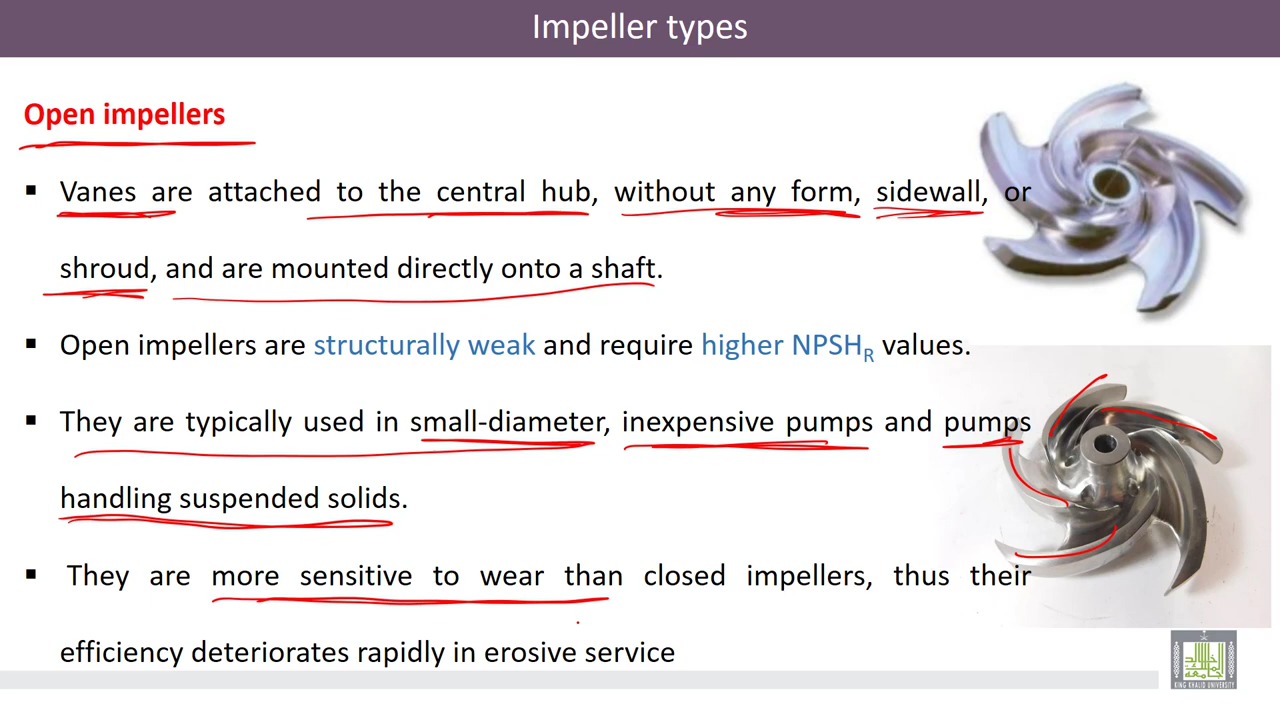 Impeller types
Open impellers
▪ Vanes are attached to the central hub, without any form, sidewall, or
shroud, and are mounted directly onto a shaft.
▪ Open impellers are structurally weak and require higher NPSHR values.
▪ They are typically used in small-diameter, inexpensive pumps and pumps
handling suspended solids.
▪ They are more sensitive to wear than closed impellers, thus their
efficiency deteriorates rapidly in erosive service
KING KHALID UNIVERSITY